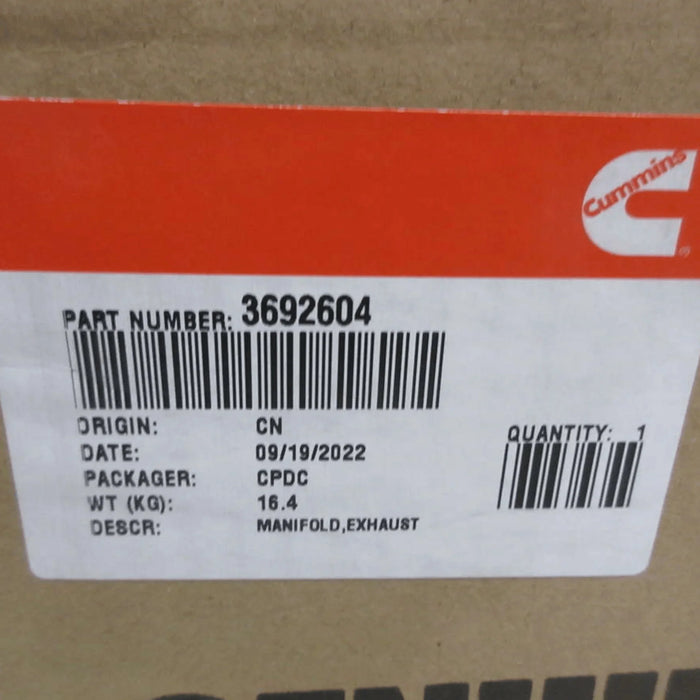 Cummins
®
PART NUMBER: 3692604
ORIGIN: CN
DATE: 09/19/2022
PACKAGER: CPDC
WT (KG): 16.4
DESCR: MANIFOLD,EXHAUST
QUANTITY: 1